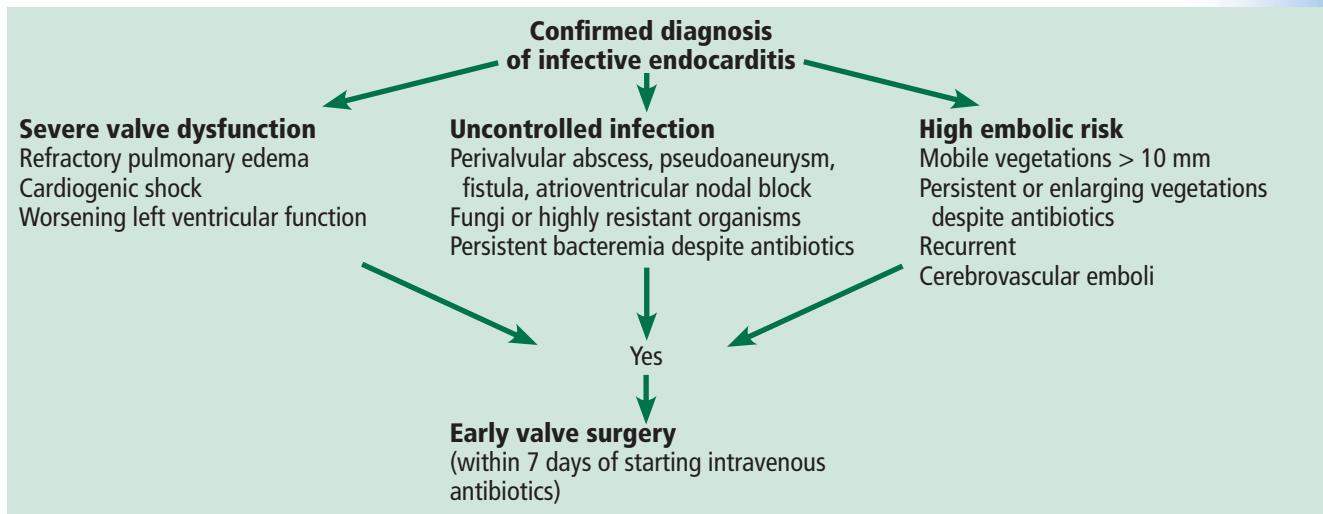 Confirmed diagnosis
of infective endocarditis
Severe valve dysfunction
Refractory pulmonary edema
Cardiogenic shock
Worsening left ventricular function
Uncontrolled infection
Perivalvular abscess, pseudoaneurysm,
fistula, atrioventricular nodal block
Fungi or highly resistant organisms
Persistent bacteremia despite antibiotics
High embolic risk
Mobile vegetations > 10 mm
Persistent or enlarging vegetations
despite antibiotics
Recurrent
Cerebrovascular emboli
Yes
Early valve surgery
(within 7 days of starting intravenous
antibiotics)